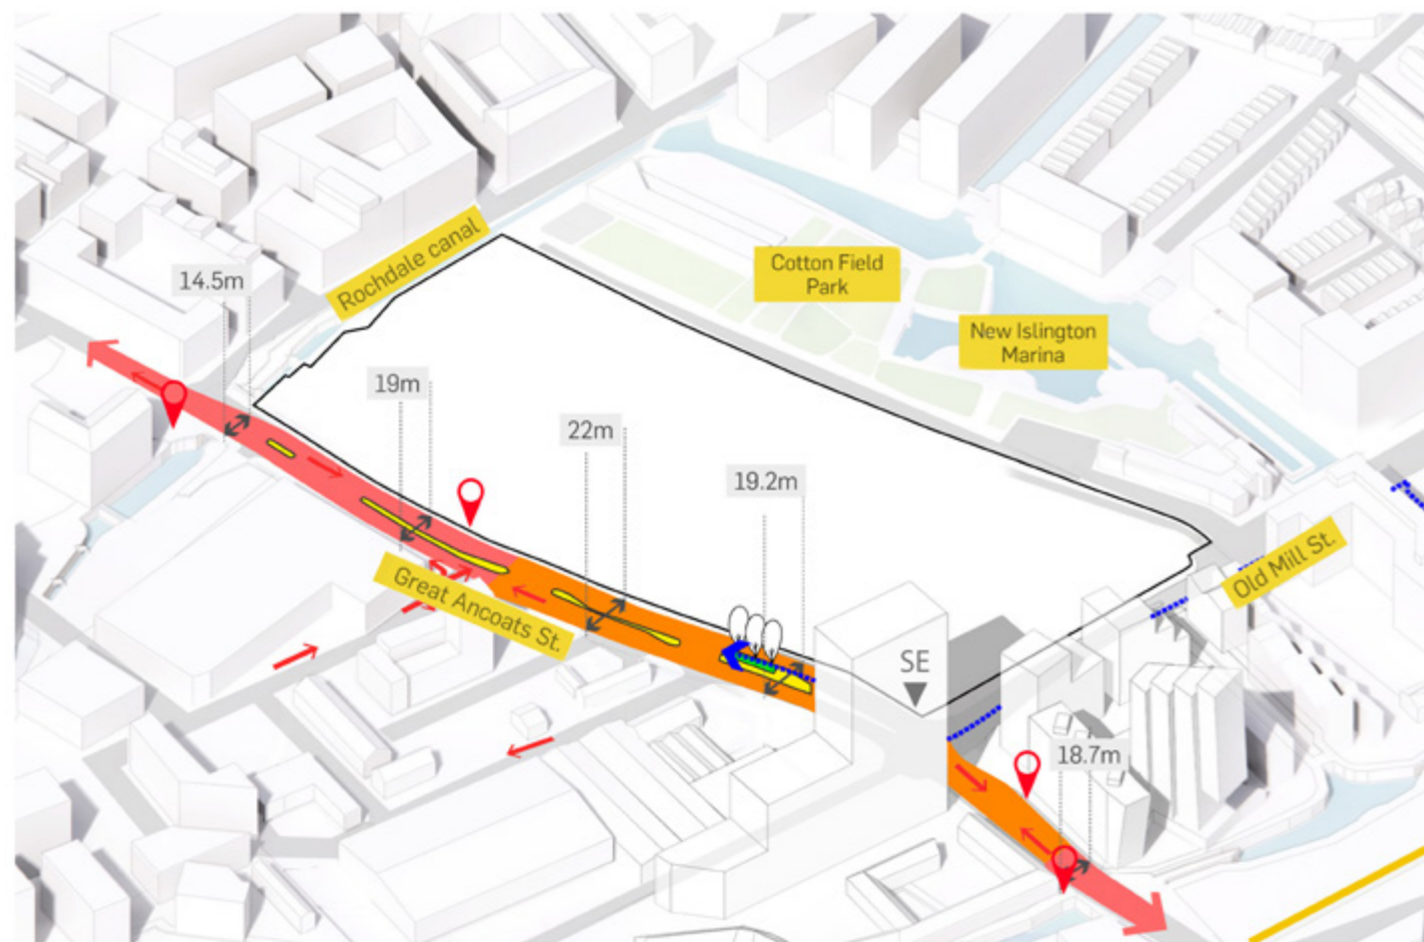 Rochdale canal
14.5m
Cotton Field
Park
New Islington
Marina
19m
22m
19.2m
Great Ancoats St.
Old Mill St.
SE
18.7m